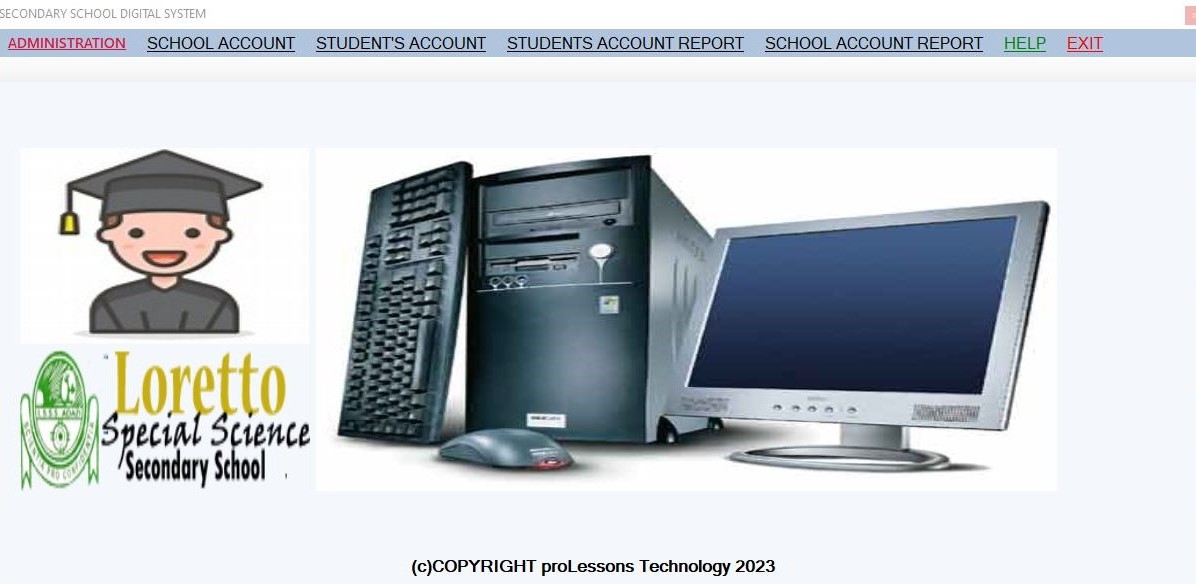 SECONDARY SCHOOL DIGITAL SYSTEM
ADMINISTRATION SCHOOL ACCOUNT STUDENT'S ACCOUNT STUDENTS ACCOUNT REPORT SCHOOL ACCOUNT REPORT HELP EXIT
Loretto
Special Science
Secondary School
(c)COPYRIGHT proLessons Technology 2023